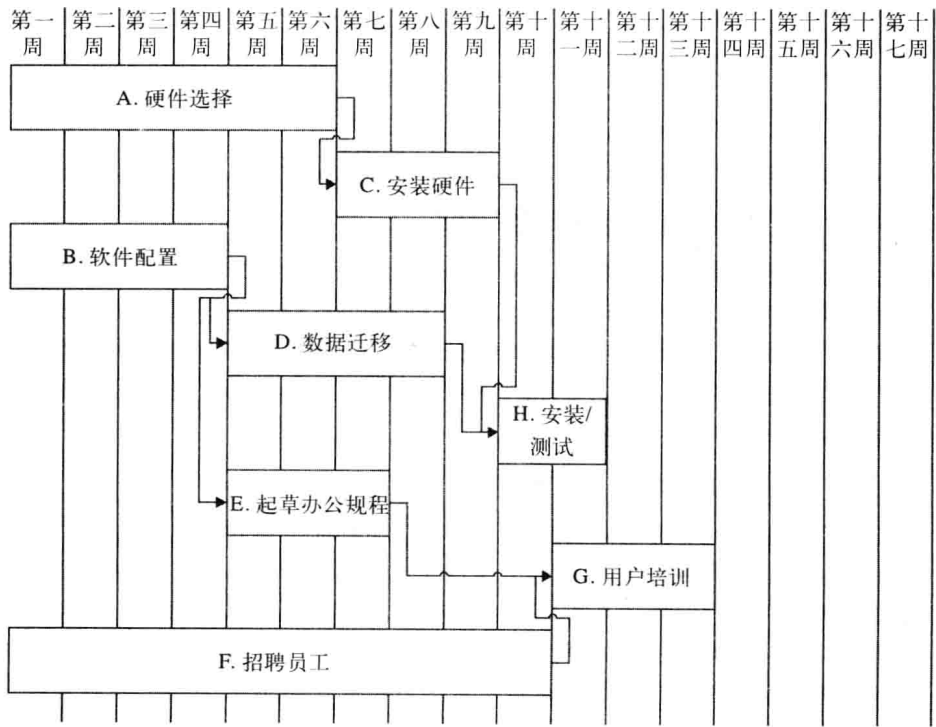 第一周 第二周 第三周 第四周 第五周 第六周 第七周 第八周 第九周 第十周 第十一周 第十二周 第十三周 第十四周 第十五周 第十六周 第十七周
A. 硬件选择
C. 安装硬件
B. 软件配置
D. 数据迁移
H. 安装/
测试
E. 起草办公规程
G. 用户培训
F. 招聘员工